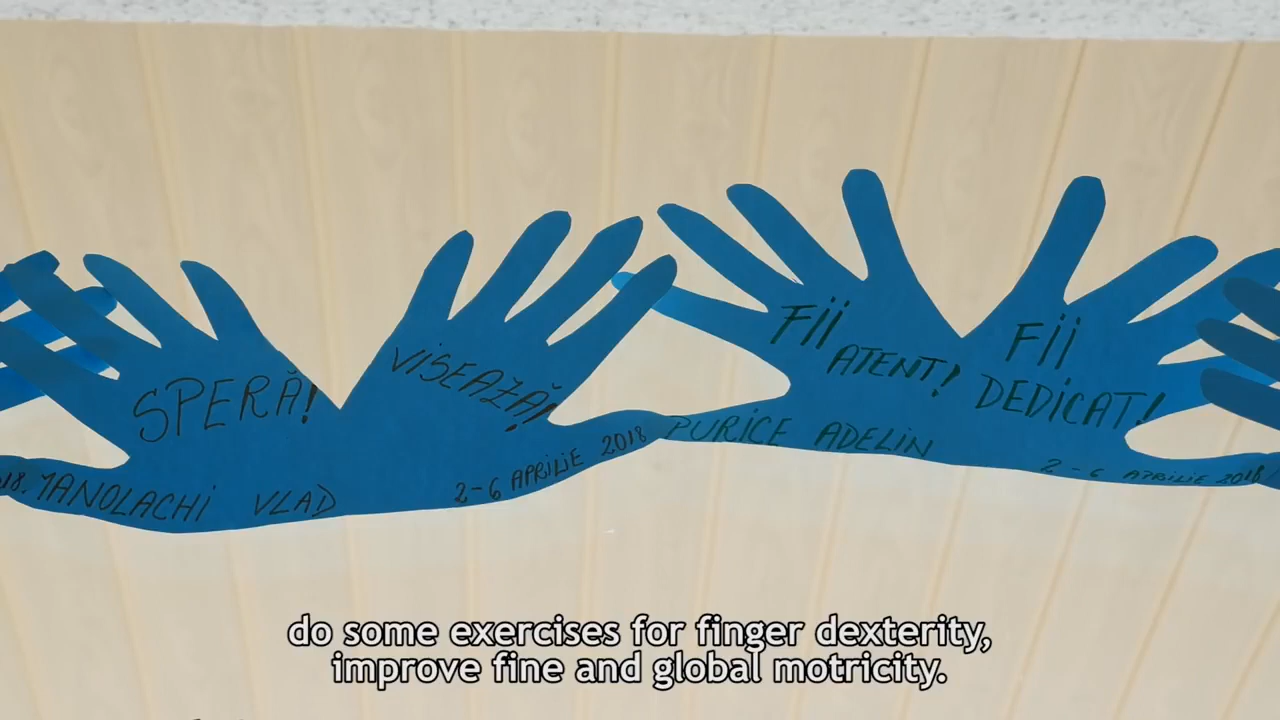 SPERĂ!
VISEAZĂ!
MANOLACHI VLAD
2-6 APRILIE 2018
FII
ATENT!
FII
DEDICAT!
PURICE ADELIN
2-6 APRILIE 2018
do some exercises for finger dexterity,
improve fine and global motricity.